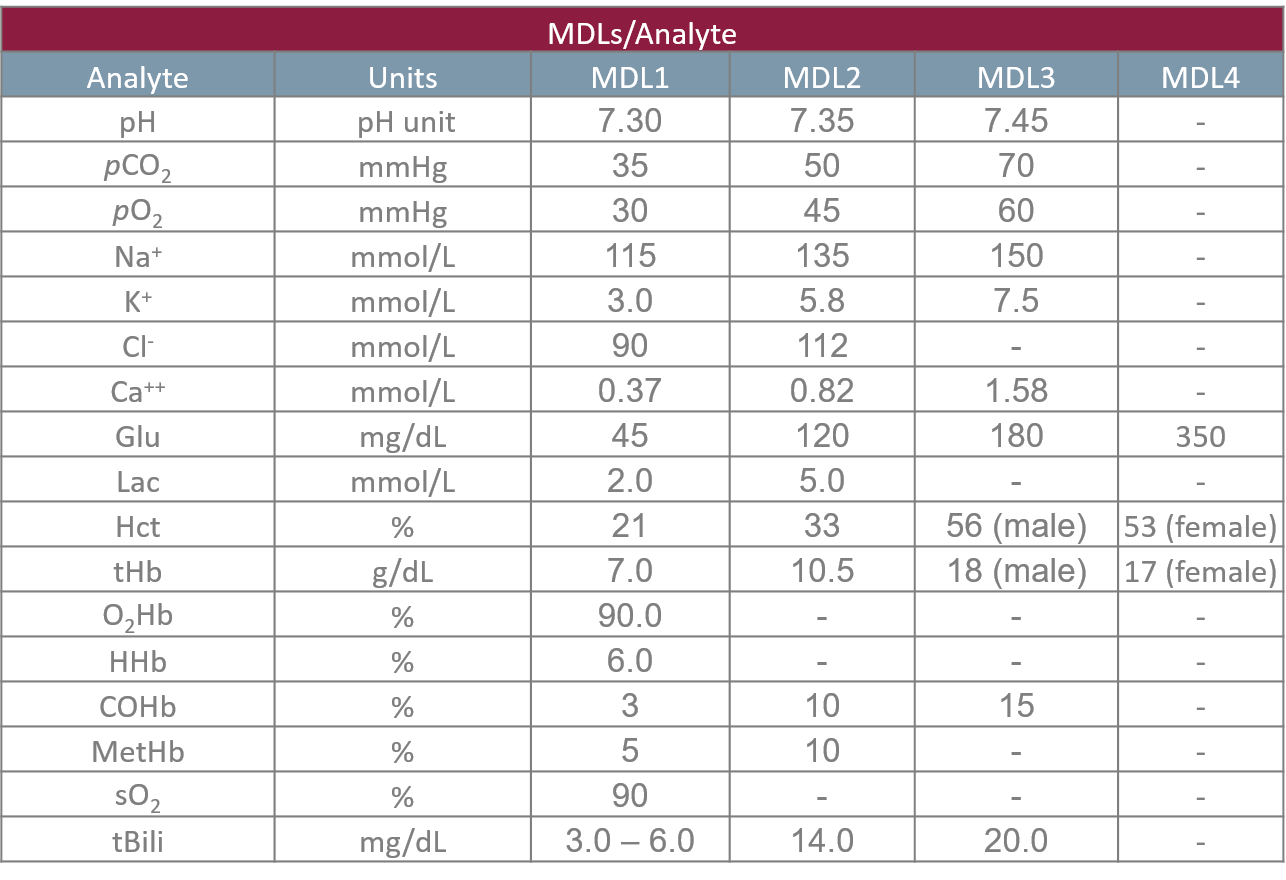 MDLs/Analyte
Analyte Units MDL1 MDL2 MDL3 MDL4
pH pH unit 7.30 7.35 7.45 -
pCO₂ mmHg 35 50 70 -
pO₂ mmHg 30 45 60 -
Na⁺ mmol/L 115 135 150 -
K⁺ mmol/L 3.0 5.8 7.5 -
Cl⁻ mmol/L 90 112 - -
Ca⁺⁺ mmol/L 0.37 0.82 1.58 -
Glu mg/dL 45 120 180 350
Lac mmol/L 2.0 5.0 - -
Hct % 21 33 56 (male) 53 (female)
tHb g/dL 7.0 10.5 18 (male) 17 (female)
O₂Hb % 90.0 - - -
HHb % 6.0 - - -
COHb % 3 10 15 -
MetHb % 5 10 - -
sO₂ % 90 - - -
tBili mg/dL 3.0 – 6.0 14.0 20.0 -